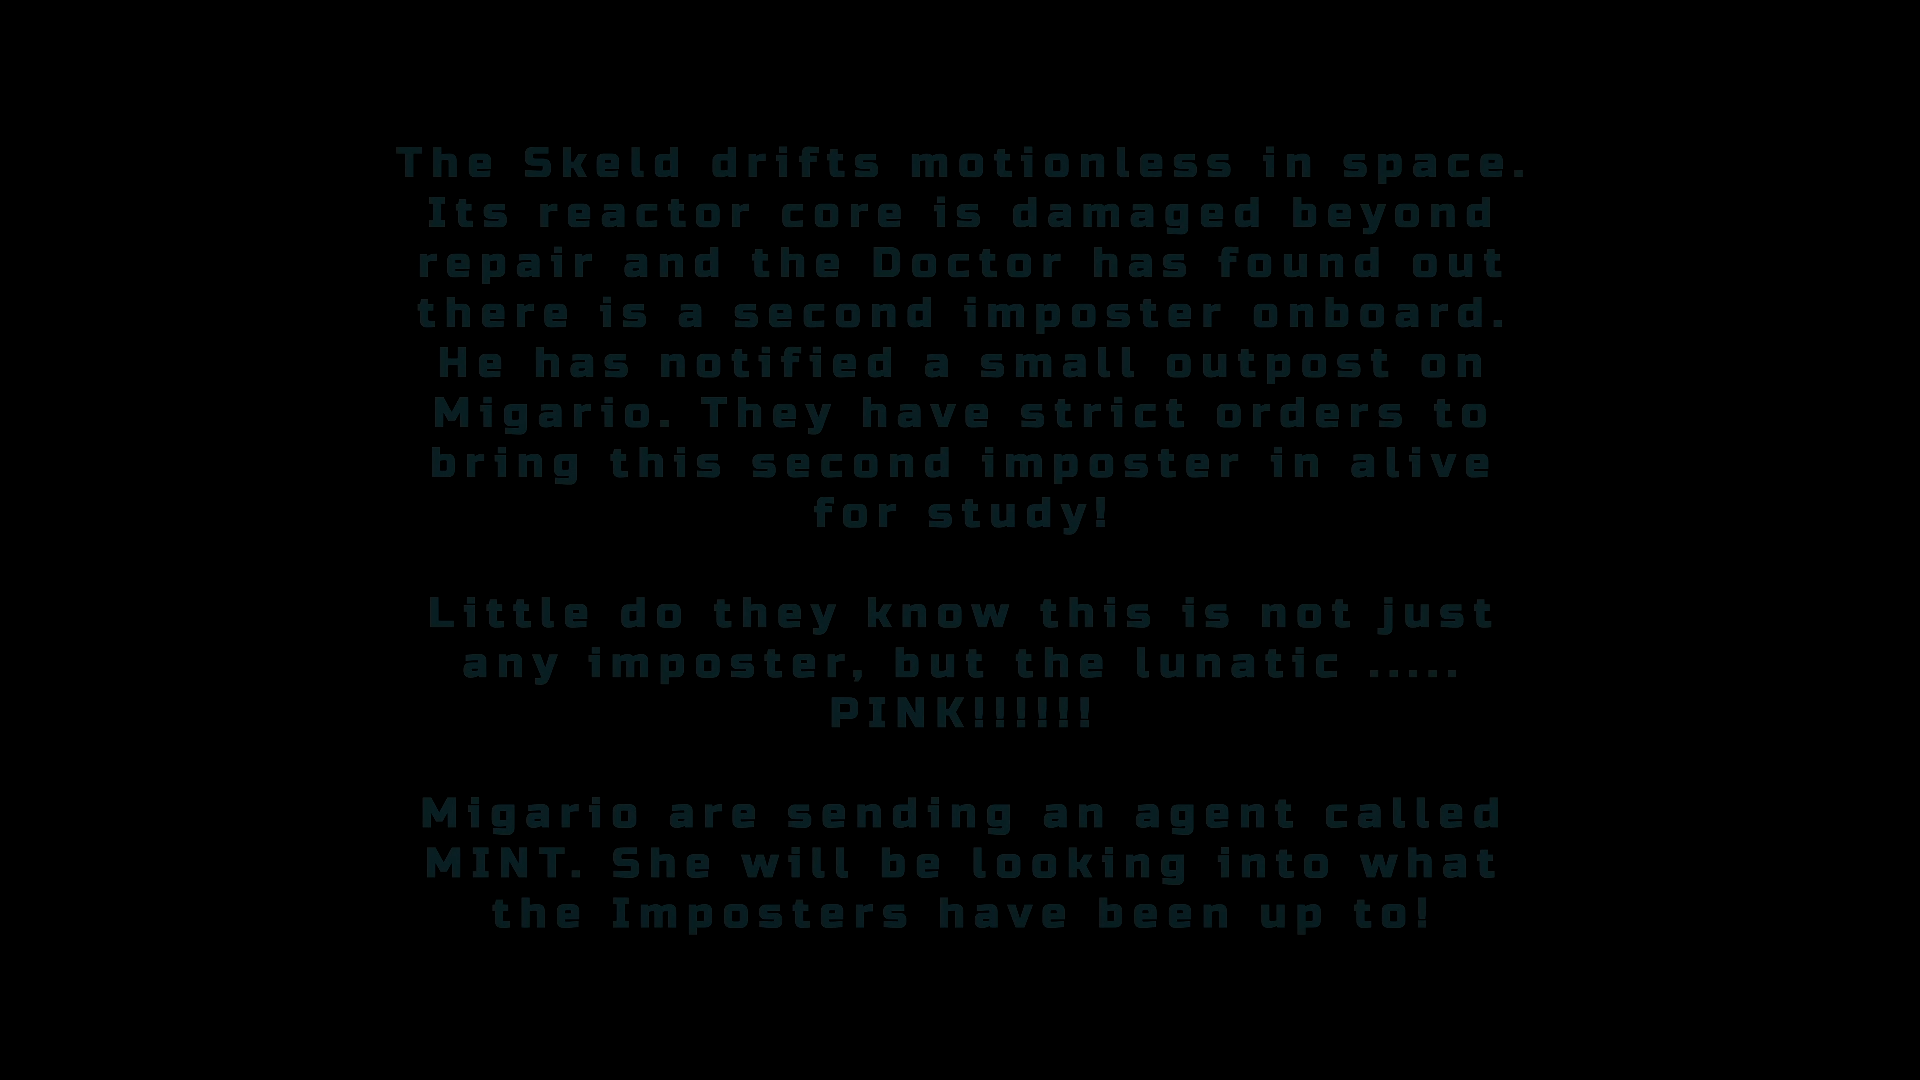 The Skeld drifts motionless in space.
Its reactor core is damaged beyond
repair and the Doctor has found out
there is a second imposter onboard.
He has notified a small outpost on
Migario. They have strict orders to
bring this second imposter in alive
for study!
Little do they know this is not just
any imposter, but the lunatic .....
PINK!!!!!!
Migario are sending an agent called
MINT. She will be looking into what
the Imposters have been up to!